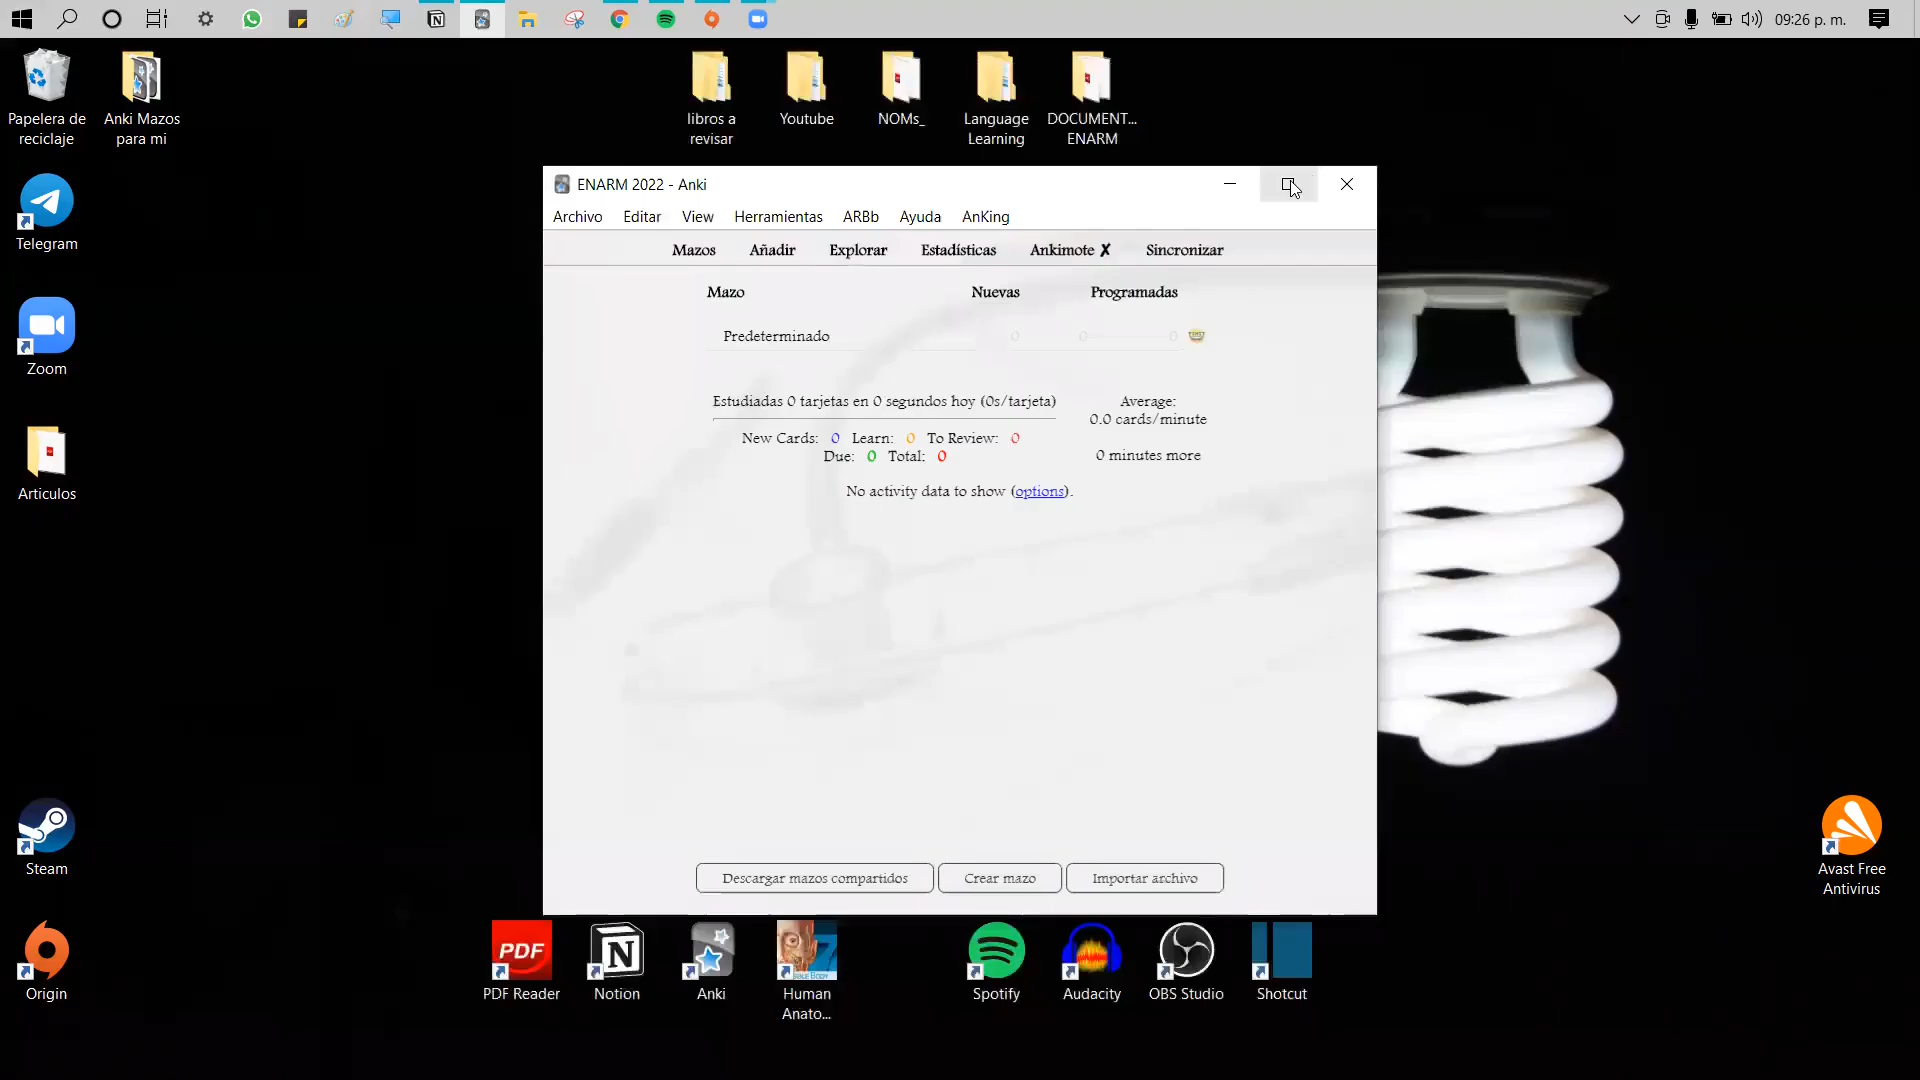 09:26 p. m.
Papelera de
reciclaje
Anki Mazos
para mi
libros a
revisar
Youtube
NOMs_
Language
Learning
DOCUMENT...
ENARM
Telegram
Zoom
Articulos
Steam
Origin
ENARM 2022 - Anki
Archivo Editar View Herramientas ARBb Ayuda AnKing
Mazos Añadir Explorar Estadísticas Ankimote ✘ Sincronizar
Mazo Nuevas Programadas
Predeterminado 0 0 0
Estudiadas 0 tarjetas en 0 segundos hoy (0s/tarjeta)
New Cards: 0 Learn: 0 To Review: 0
Due: 0 Total: 0
Average:
0.0 cards/minute
0 minutes more
No activity data to show (options).
Descargar mazos compartidos Crear mazo Importar archivo
Avast Free
Antivirus
PDF
PDF Reader
Notion
Anki
Human
Anato...
Spotify
Audacity
OBS Studio
Shotcut